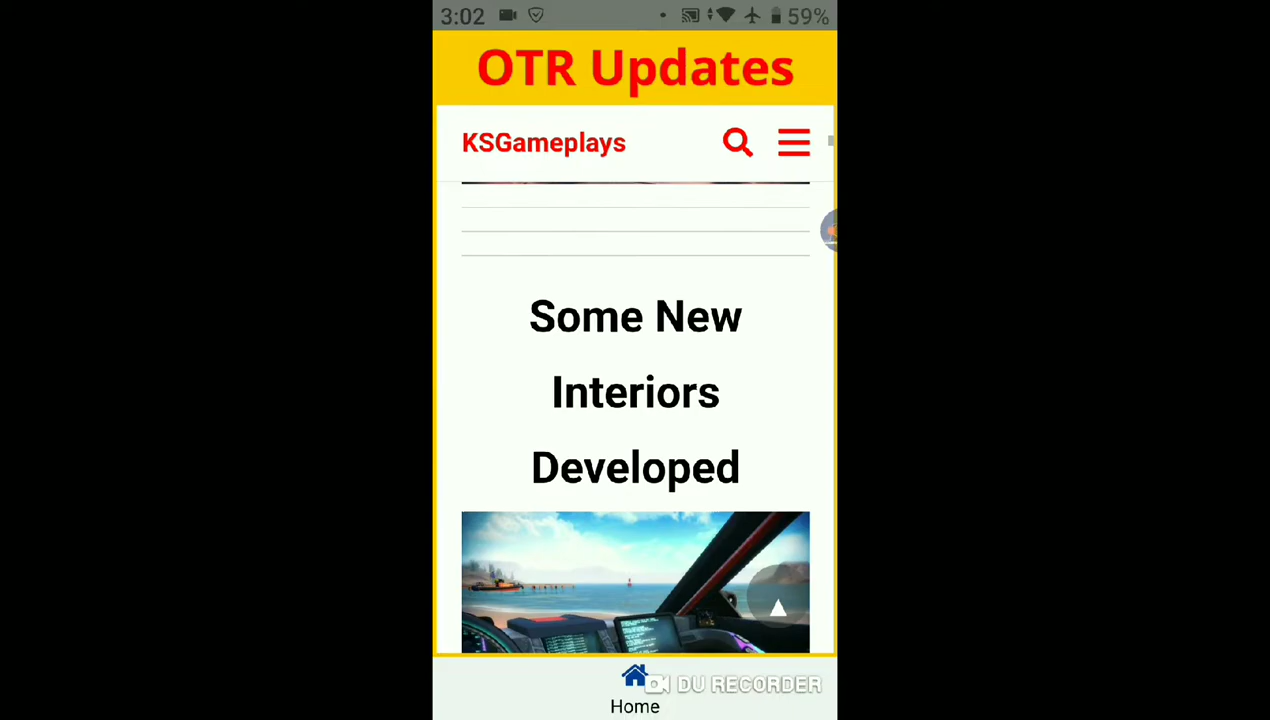 3:02
59%
OTR Updates
KSGameplays
Some New
Interiors
Developed
DU RECORDER
Home